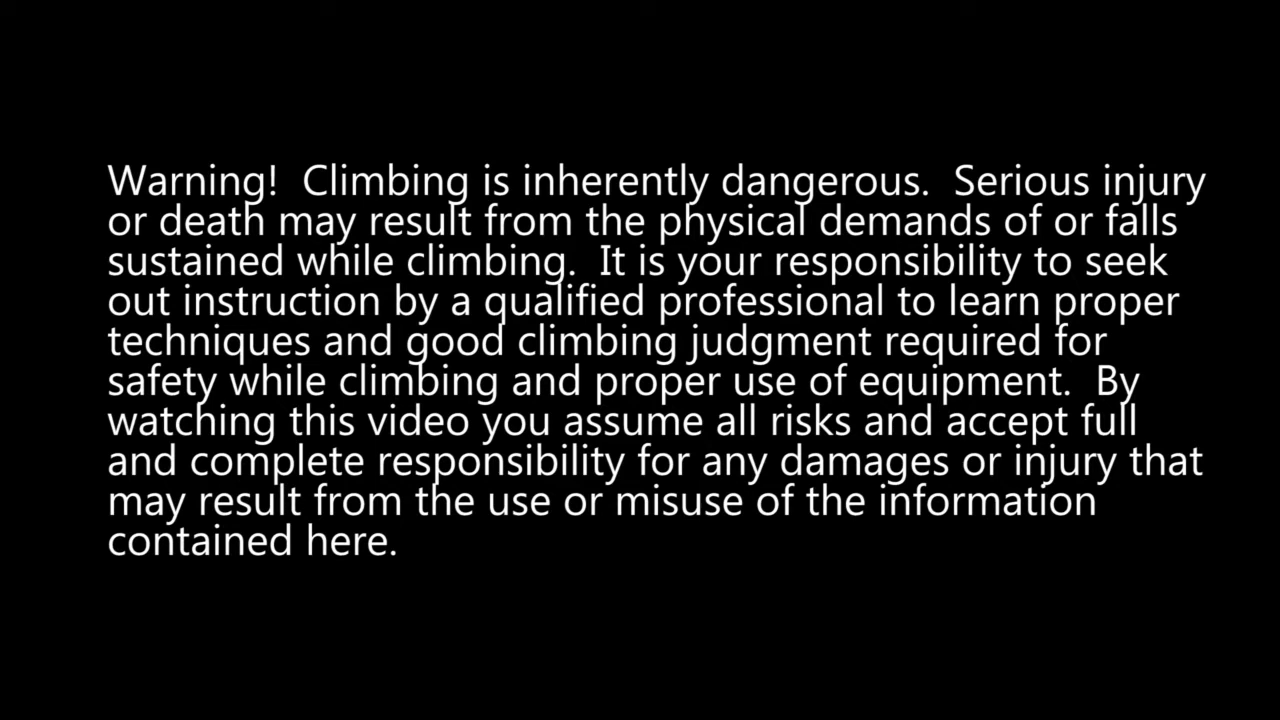 Warning!  Climbing is inherently dangerous.  Serious injury
or death may result from the physical demands of or falls
sustained while climbing.  It is your responsibility to seek
out instruction by a qualified professional to learn proper
techniques and good climbing judgment required for
safety while climbing and proper use of equipment.  By
watching this video you assume all risks and accept full
and complete responsibility for any damages or injury that
may result from the use or misuse of the information
contained here.